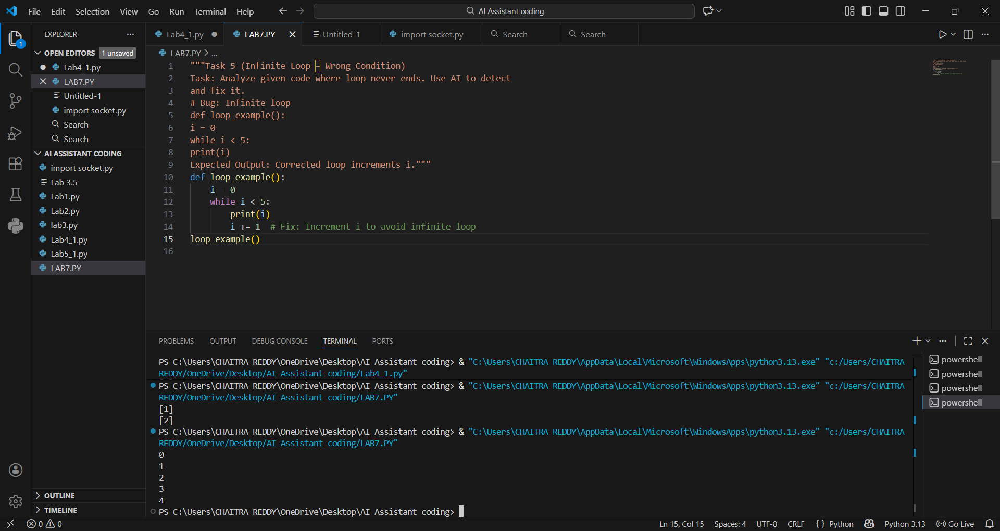 File Edit Selection View Go Run Terminal Help
AI Assistant coding
EXPLORER
OPEN EDITORS 1 unsaved
Lab4_1.py
LAB7.PY
Untitled-1
import socket.py
Search
Search
AI ASSISTANT CODING
import socket.py
Lab 3.5
Lab1.py
Lab2.py
lab3.py
Lab4_1.py
Lab5_1.py
LAB7.PY
OUTLINE
TIMELINE
1
Lab4_1.py LAB7.PY Untitled-1 import socket.py Search Search
LAB7.PY > ...
1 """Task 5 (Infinite Loop – Wrong Condition)
2 Task: Analyze given code where loop never ends. Use AI to detect
3 and fix it.
4 # Bug: Infinite loop
5 def loop_example():
6 i = 0
7 while i < 5:
8 print(i)
9 Expected Output: Corrected loop increments i."""
10 def loop_example():
11     i = 0
12     while i < 5:
13         print(i)
14         i += 1  # Fix: Increment i to avoid infinite loop
15 loop_example()
16
PROBLEMS OUTPUT DEBUG CONSOLE TERMINAL PORTS
PS C:\Users\CHAITRA REDDY\OneDrive\Desktop\AI Assistant coding> & "C:\Users\CHAITRA REDDY\AppData\Local\Microsoft\WindowsApps\python3.13.exe" "c:/Users/CHAITRA
REDDY/OneDrive/Desktop/AI Assistant coding/Lab4_1.py"
PS C:\Users\CHAITRA REDDY\OneDrive\Desktop\AI Assistant coding> & "C:\Users\CHAITRA REDDY\AppData\Local\Microsoft\WindowsApps\python3.13.exe" "c:/Users/CHAITRA
REDDY/OneDrive/Desktop/AI Assistant coding/LAB7.PY"
[1]
[2]
PS C:\Users\CHAITRA REDDY\OneDrive\Desktop\AI Assistant coding> & "C:\Users\CHAITRA REDDY\AppData\Local\Microsoft\WindowsApps\python3.13.exe" "c:/Users/CHAITRA
REDDY/OneDrive/Desktop/AI Assistant coding/LAB7.PY"
0
1
2
3
4
PS C:\Users\CHAITRA REDDY\OneDrive\Desktop\AI Assistant coding>
powershell
powershell
powershell
powershell
0 0 Ln 15, Col 15 Spaces: 4 UTF-8 CRLF { } Python Python 3.13 Go Live